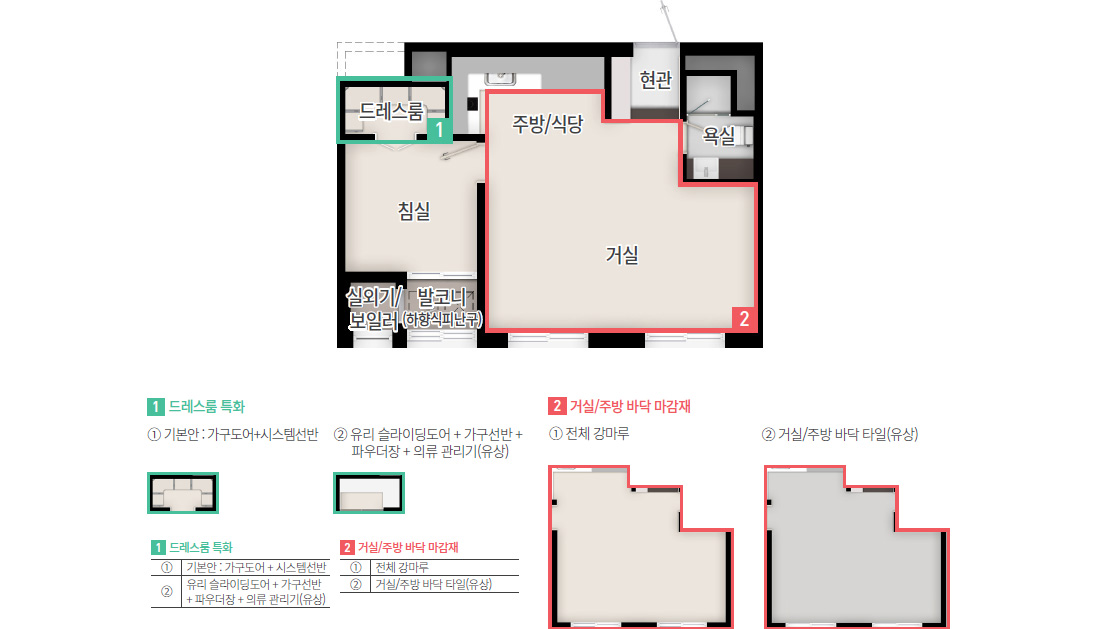 현관
드레스룸
1
주방/식당
욕실
침실
거실
실외기/
보일러
발코니
(하향식피난구)
2
1 드레스룸 특화
① 기본안 : 가구도어+시스템선반
② 유리 슬라이딩도어 + 가구선반 +
파우더장 + 의류 관리기(유상)
2 거실/주방 바닥 마감재
① 전체 강마루
② 거실/주방 바닥 타일(유상)
1 드레스룸 특화
① 기본안 : 가구도어 + 시스템선반
② 유리 슬라이딩도어 + 가구선반
+ 파우더장 + 의류 관리기(유상)
2 거실/주방 바닥 마감재
① 전체 강마루
② 거실/주방 바닥 타일(유상)